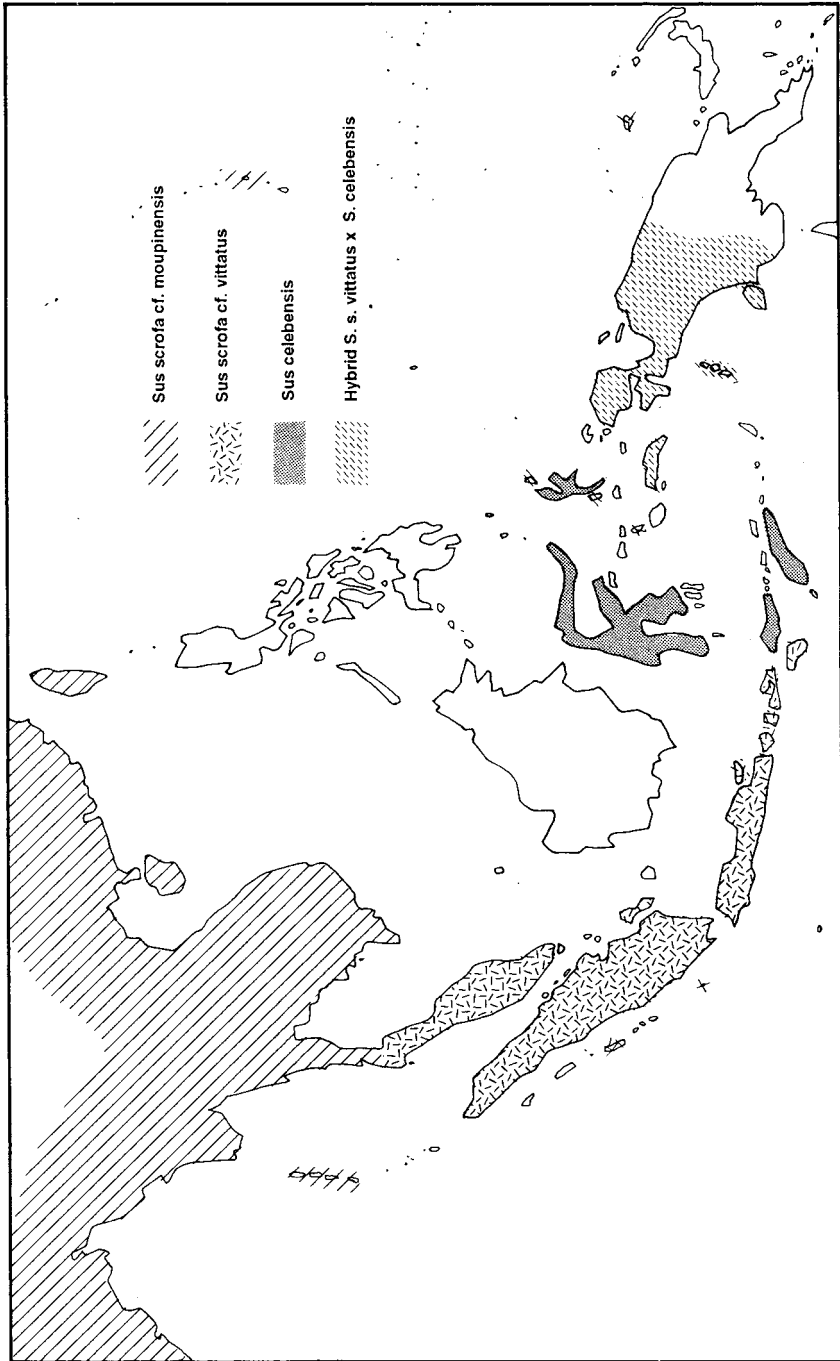 Sus scrofa cf. moupinensis
Sus scrofa cf. vittatus
Sus celebensis
Hybrid S. s. vittatus x S. celebensis